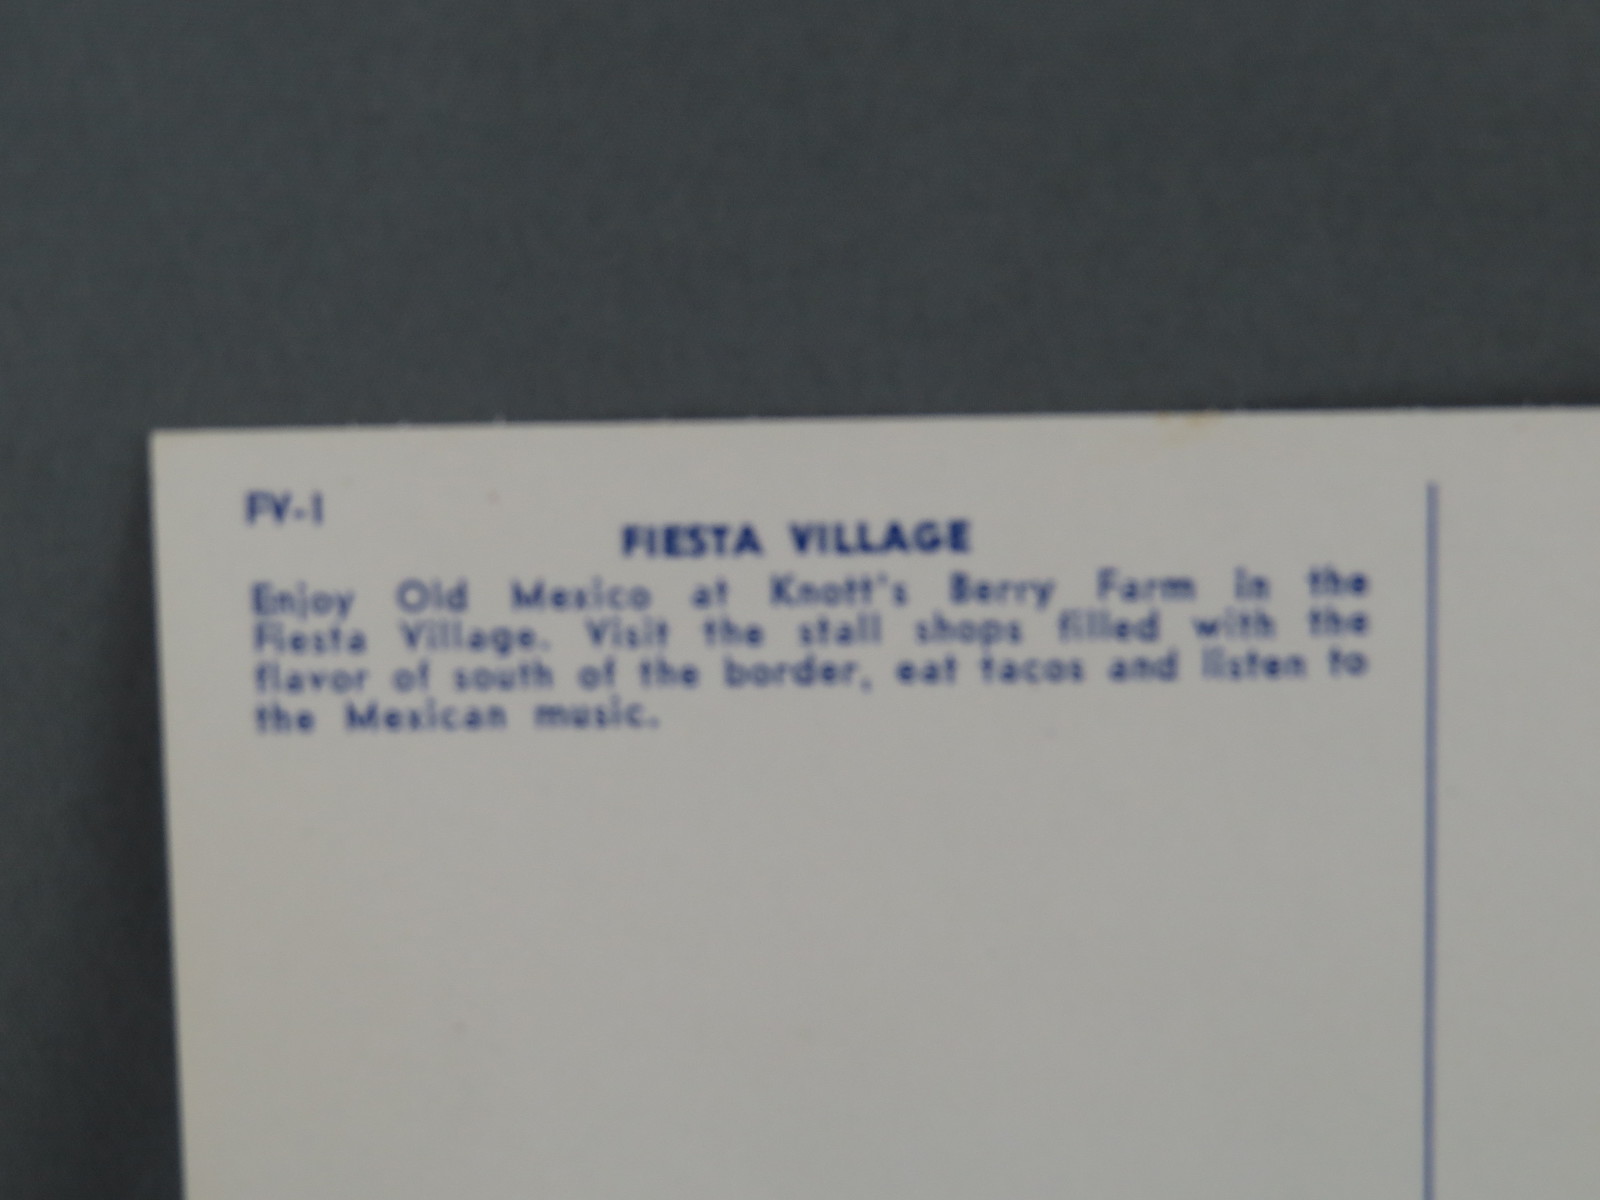 FV-1
FIESTA VILLAGE
Enjoy Old Mexico at Knott's Berry Farm in the
Fiesta Village. Visit the stall shops filled with the
flavor of south of the border, eat tacos and listen to
the Mexican music.